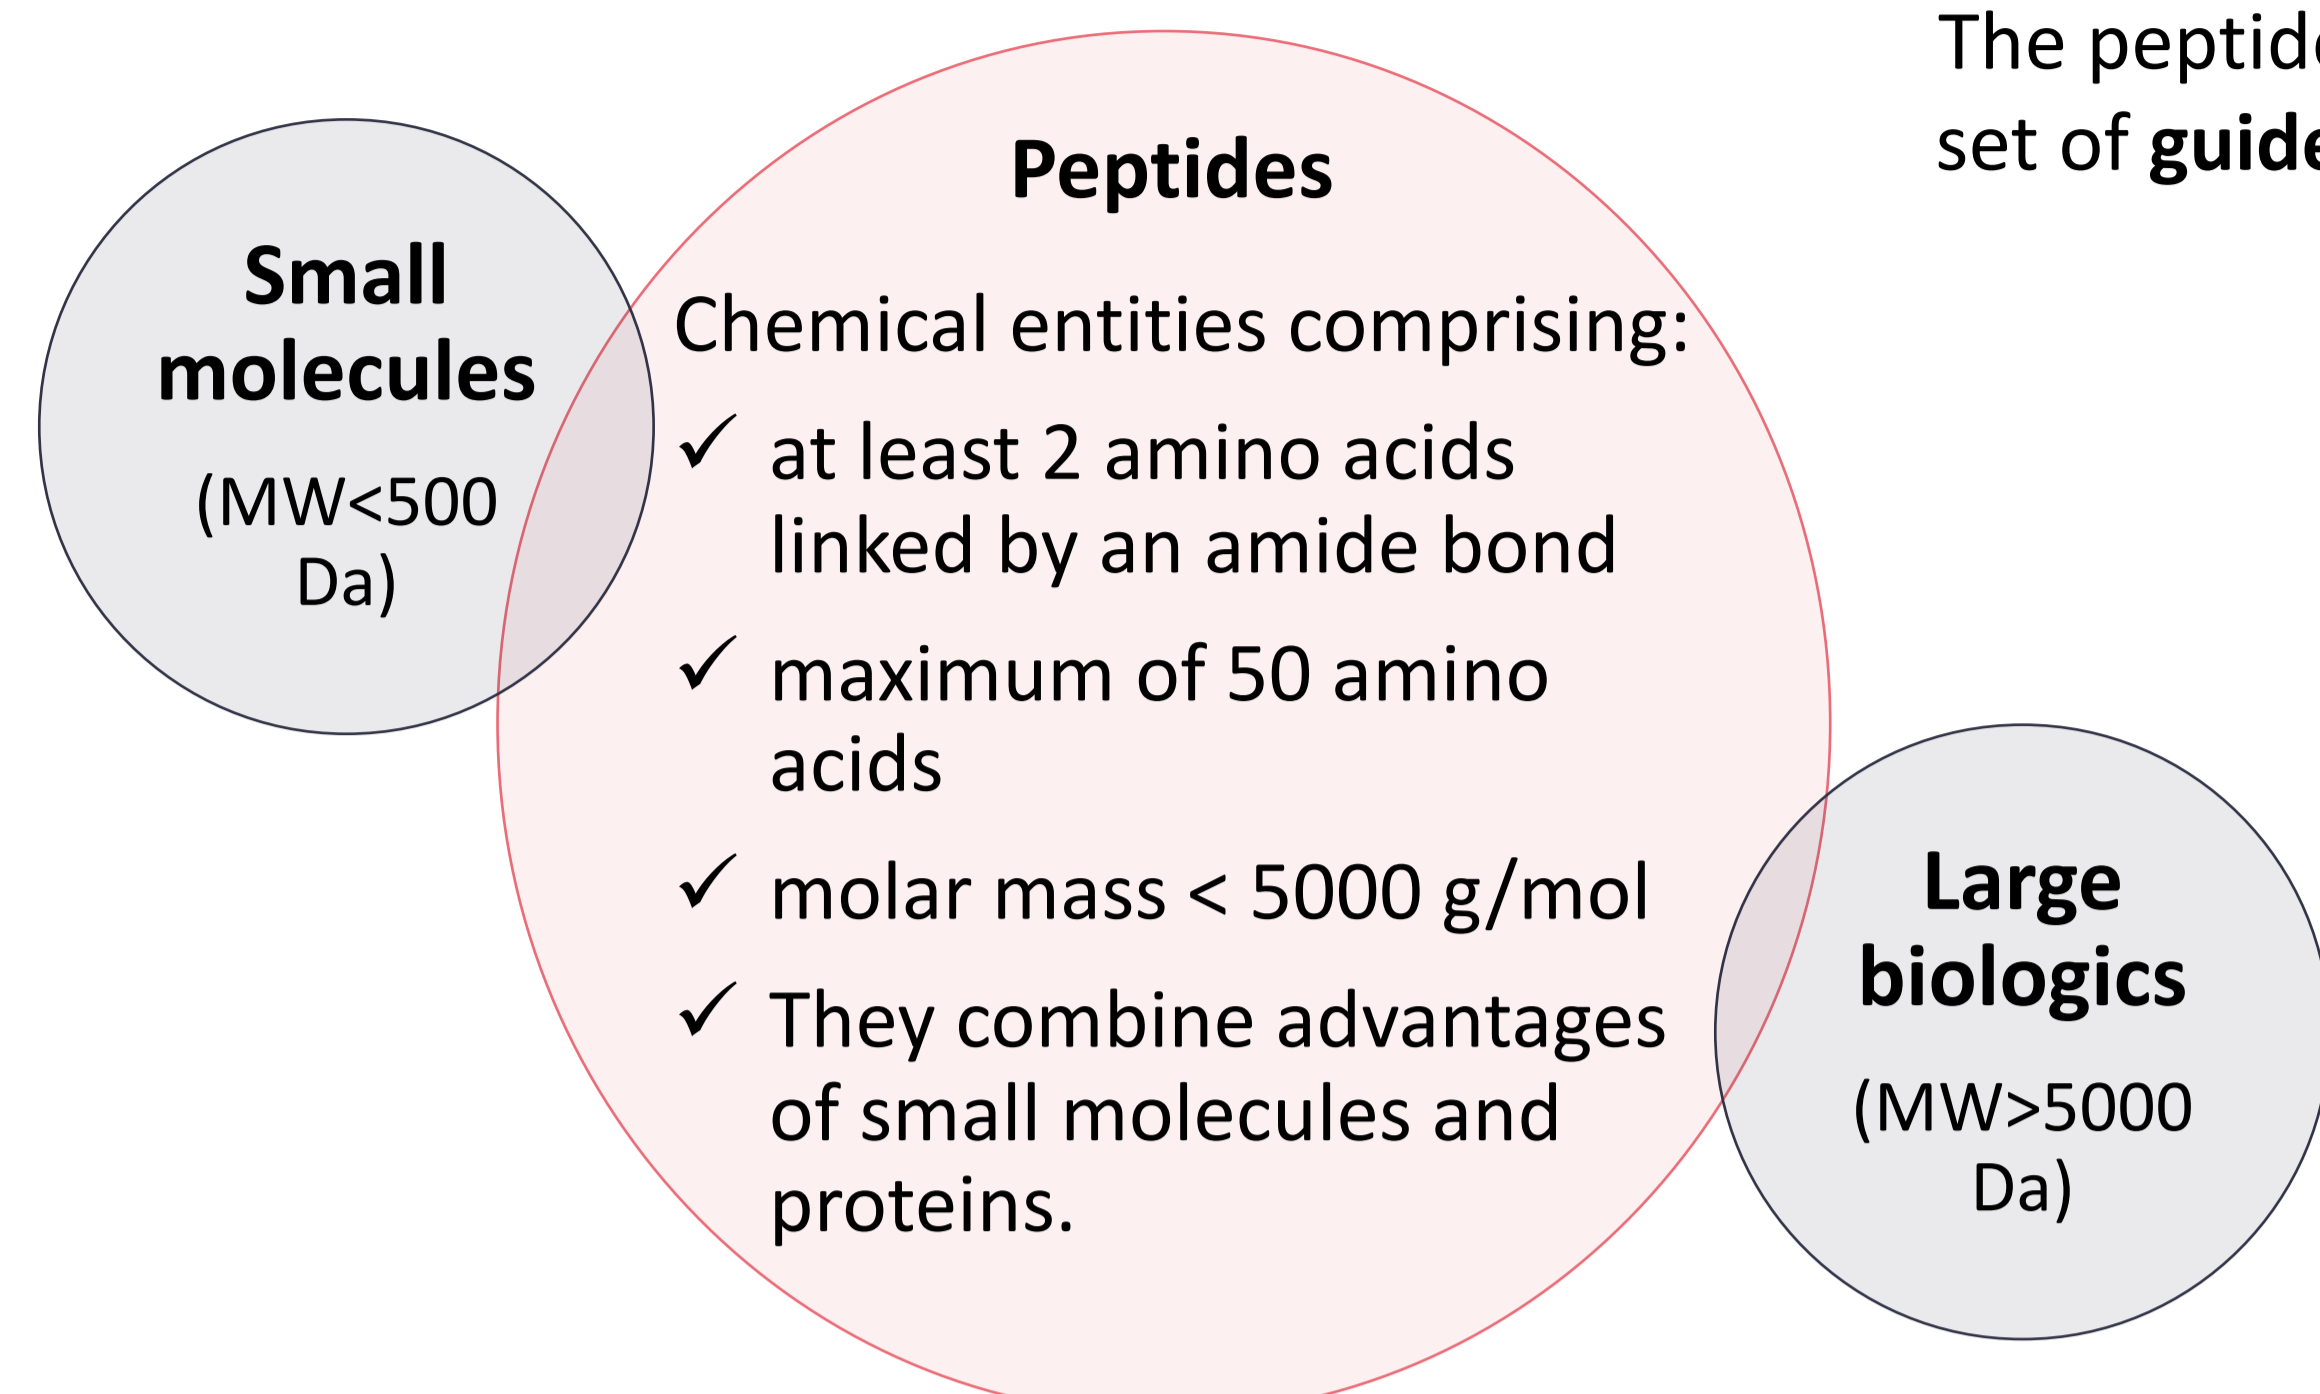 The peptid
set of guide
Peptides
Small
molecules
(MW<500
Da)
Chemical entities comprising:
✓ at least 2 amino acids
linked by an amide bond
✓ maximum of 50 amino
acids
✓ molar mass < 5000 g/mol
✓ They combine advantages
of small molecules and
proteins.
Large
biologics
(MW>5000
Da)